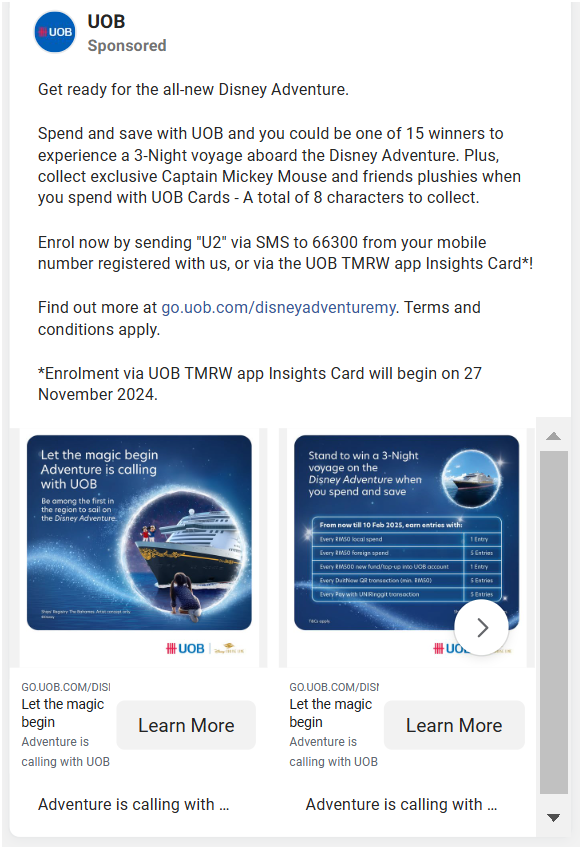 UOB
UOB
Sponsored
Get ready for the all-new Disney Adventure.
Spend and save with UOB and you could be one of 15 winners to
experience a 3-Night voyage aboard the Disney Adventure. Plus,
collect exclusive Captain Mickey Mouse and friends plushies when
you spend with UOB Cards - A total of 8 characters to collect.
Enrol now by sending "U2" via SMS to 66300 from your mobile
number registered with us, or via the UOB TMRW app Insights Card*!
Find out more at go.uob.com/disneyadventuremy. Terms and
conditions apply.
*Enrolment via UOB TMRW app Insights Card will begin on 27
November 2024.
Let the magic begin
Adventure is calling
with UOB
Be among the first in
the region to sail on
the Disney Adventure.
Ships' Registry: The Bahamas. Artist concept only.
©Disney
UOB
Stand to win a 3-Night
voyage on the
Disney Adventure when
you spend and save
From now till 10 Feb 2025, earn entries with:
Every RM50 local spend 1 Entry
Every RM50 foreign spend 5 Entries
Every RM500 new fund/top-up into UOB account 1 Entry
Every DuitNow QR transaction (min. RM50) 5 Entries
Every Pay with UNIRinggit transaction 5 Entries
T&Cs apply.
UO
GO.UOB.COM/DISI
Let the magic
begin
Adventure is
calling with UOB
Learn More
GO.UOB.COM/DISI
Let the magic
begin
Adventure is
calling with UOB
Learn More
Adventure is calling with ...
Adventure is calling with ...